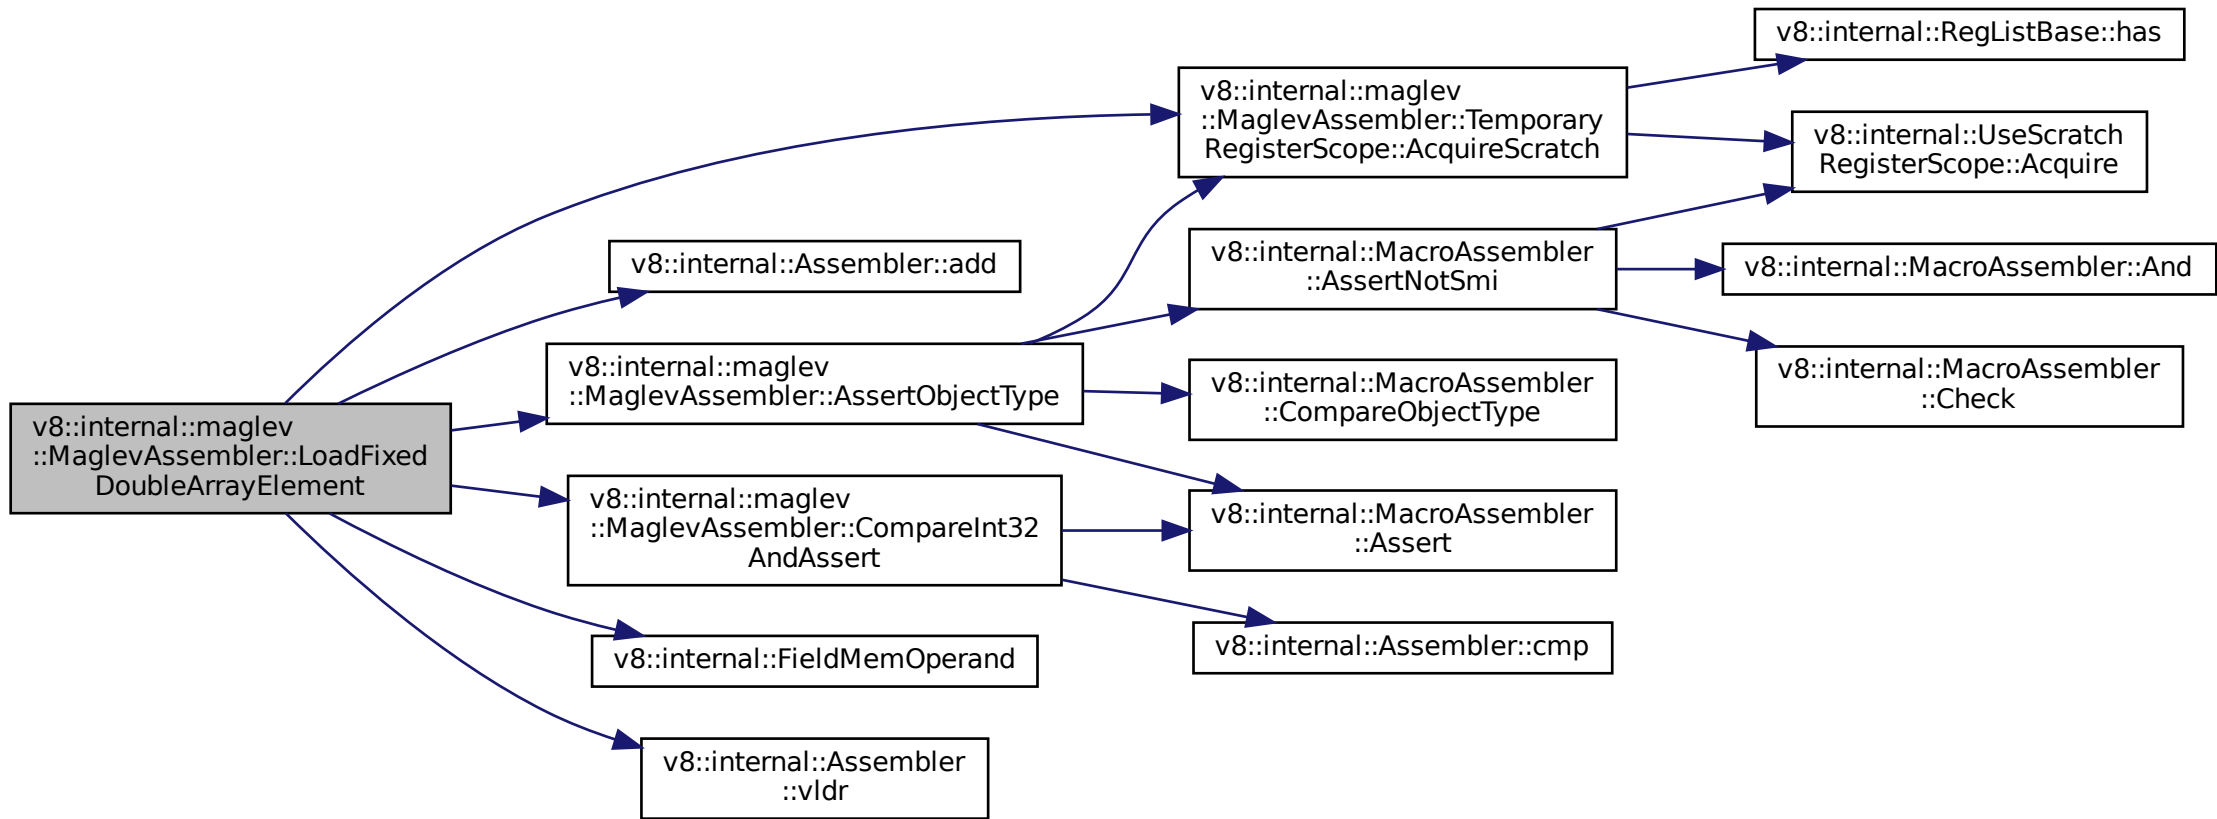 v8::internal::maglev
::MaglevAssembler::LoadFixed
DoubleArrayElement
v8::internal::maglev
::MaglevAssembler::Temporary
RegisterScope::AcquireScratch
v8::internal::RegListBase::has
v8::internal::UseScratch
RegisterScope::Acquire
v8::internal::Assembler::add
v8::internal::maglev
::MaglevAssembler::AssertObjectType
v8::internal::MacroAssembler
::AssertNotSmi
v8::internal::MacroAssembler::And
v8::internal::MacroAssembler
::Check
v8::internal::MacroAssembler
::CompareObjectType
v8::internal::MacroAssembler
::Assert
v8::internal::maglev
::MaglevAssembler::CompareInt32
AndAssert
v8::internal::Assembler::cmp
v8::internal::FieldMemOperand
v8::internal::Assembler
::vldr